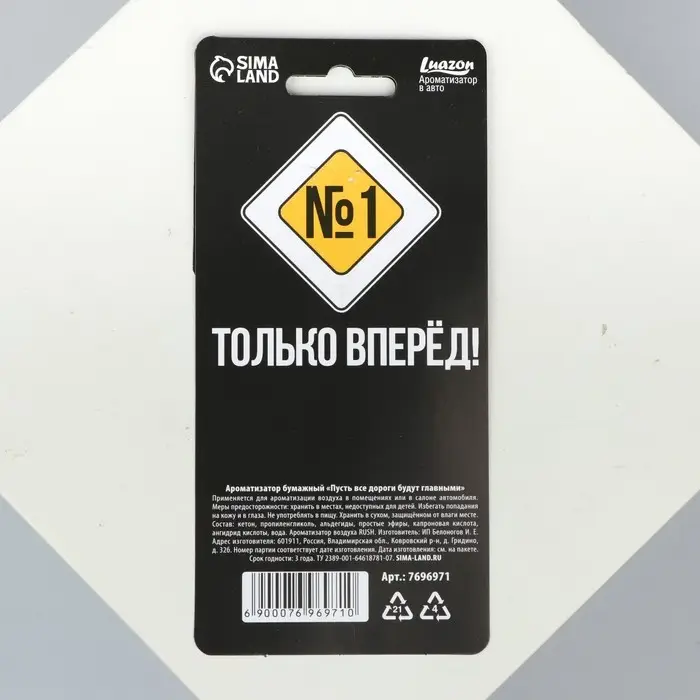 SIMA
LAND
Luazon
Ароматизатор
в авто
№1
ТОЛЬКО ВПЕРЁД!
Ароматизатор бумажный «Пусть все дороги будут главными»
Применяется для ароматизации воздуха в помещениях или в салоне автомобиля.
Меры предосторожности: хранить в местах, недоступных для детей. Избегать попадания
на кожу и в глаза. Не употреблять в пищу. Хранить в сухом, защищённом от влаги месте.
Состав: кетон, пропиленгликоль, альдегиды, простые эфиры, капроновая кислота,
ангидрид кислоты, вода. Ароматизатор воздуха RUSH. Изготовитель: ИП Белоногов И. Е.
Адрес изготовителя: 601911, Россия, Владимирская обл., Ковровский р-н, д. Гридино,
д. 326. Номер партии соответствует дате изготовления. Дата изготовления: см. на пакете.
Срок годности: 3 года. ТУ 2389-001-64618781-07. SIMA-LAND.RU
Арт.: 7696971
6 900076 969710
21
4